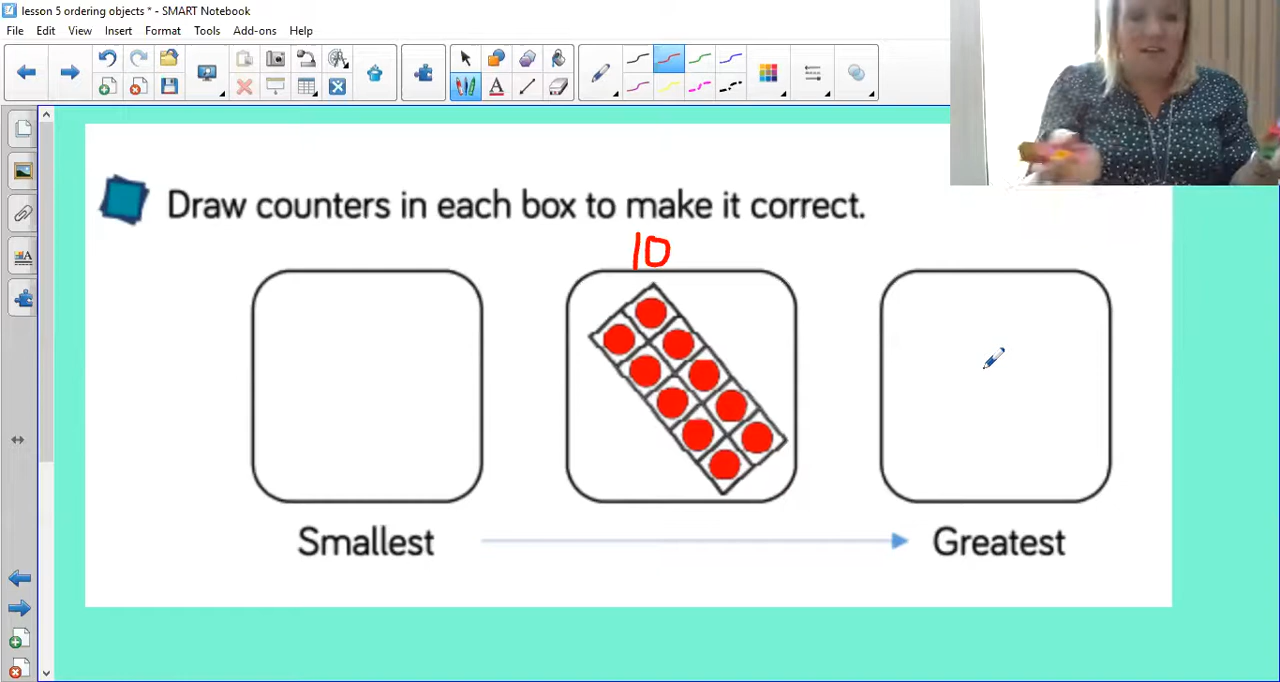 lesson 5 ordering objects * - SMART Notebook
File Edit View Insert Format Tools Add-ons Help
Draw counters in each box to make it correct.
10
Smallest Greatest